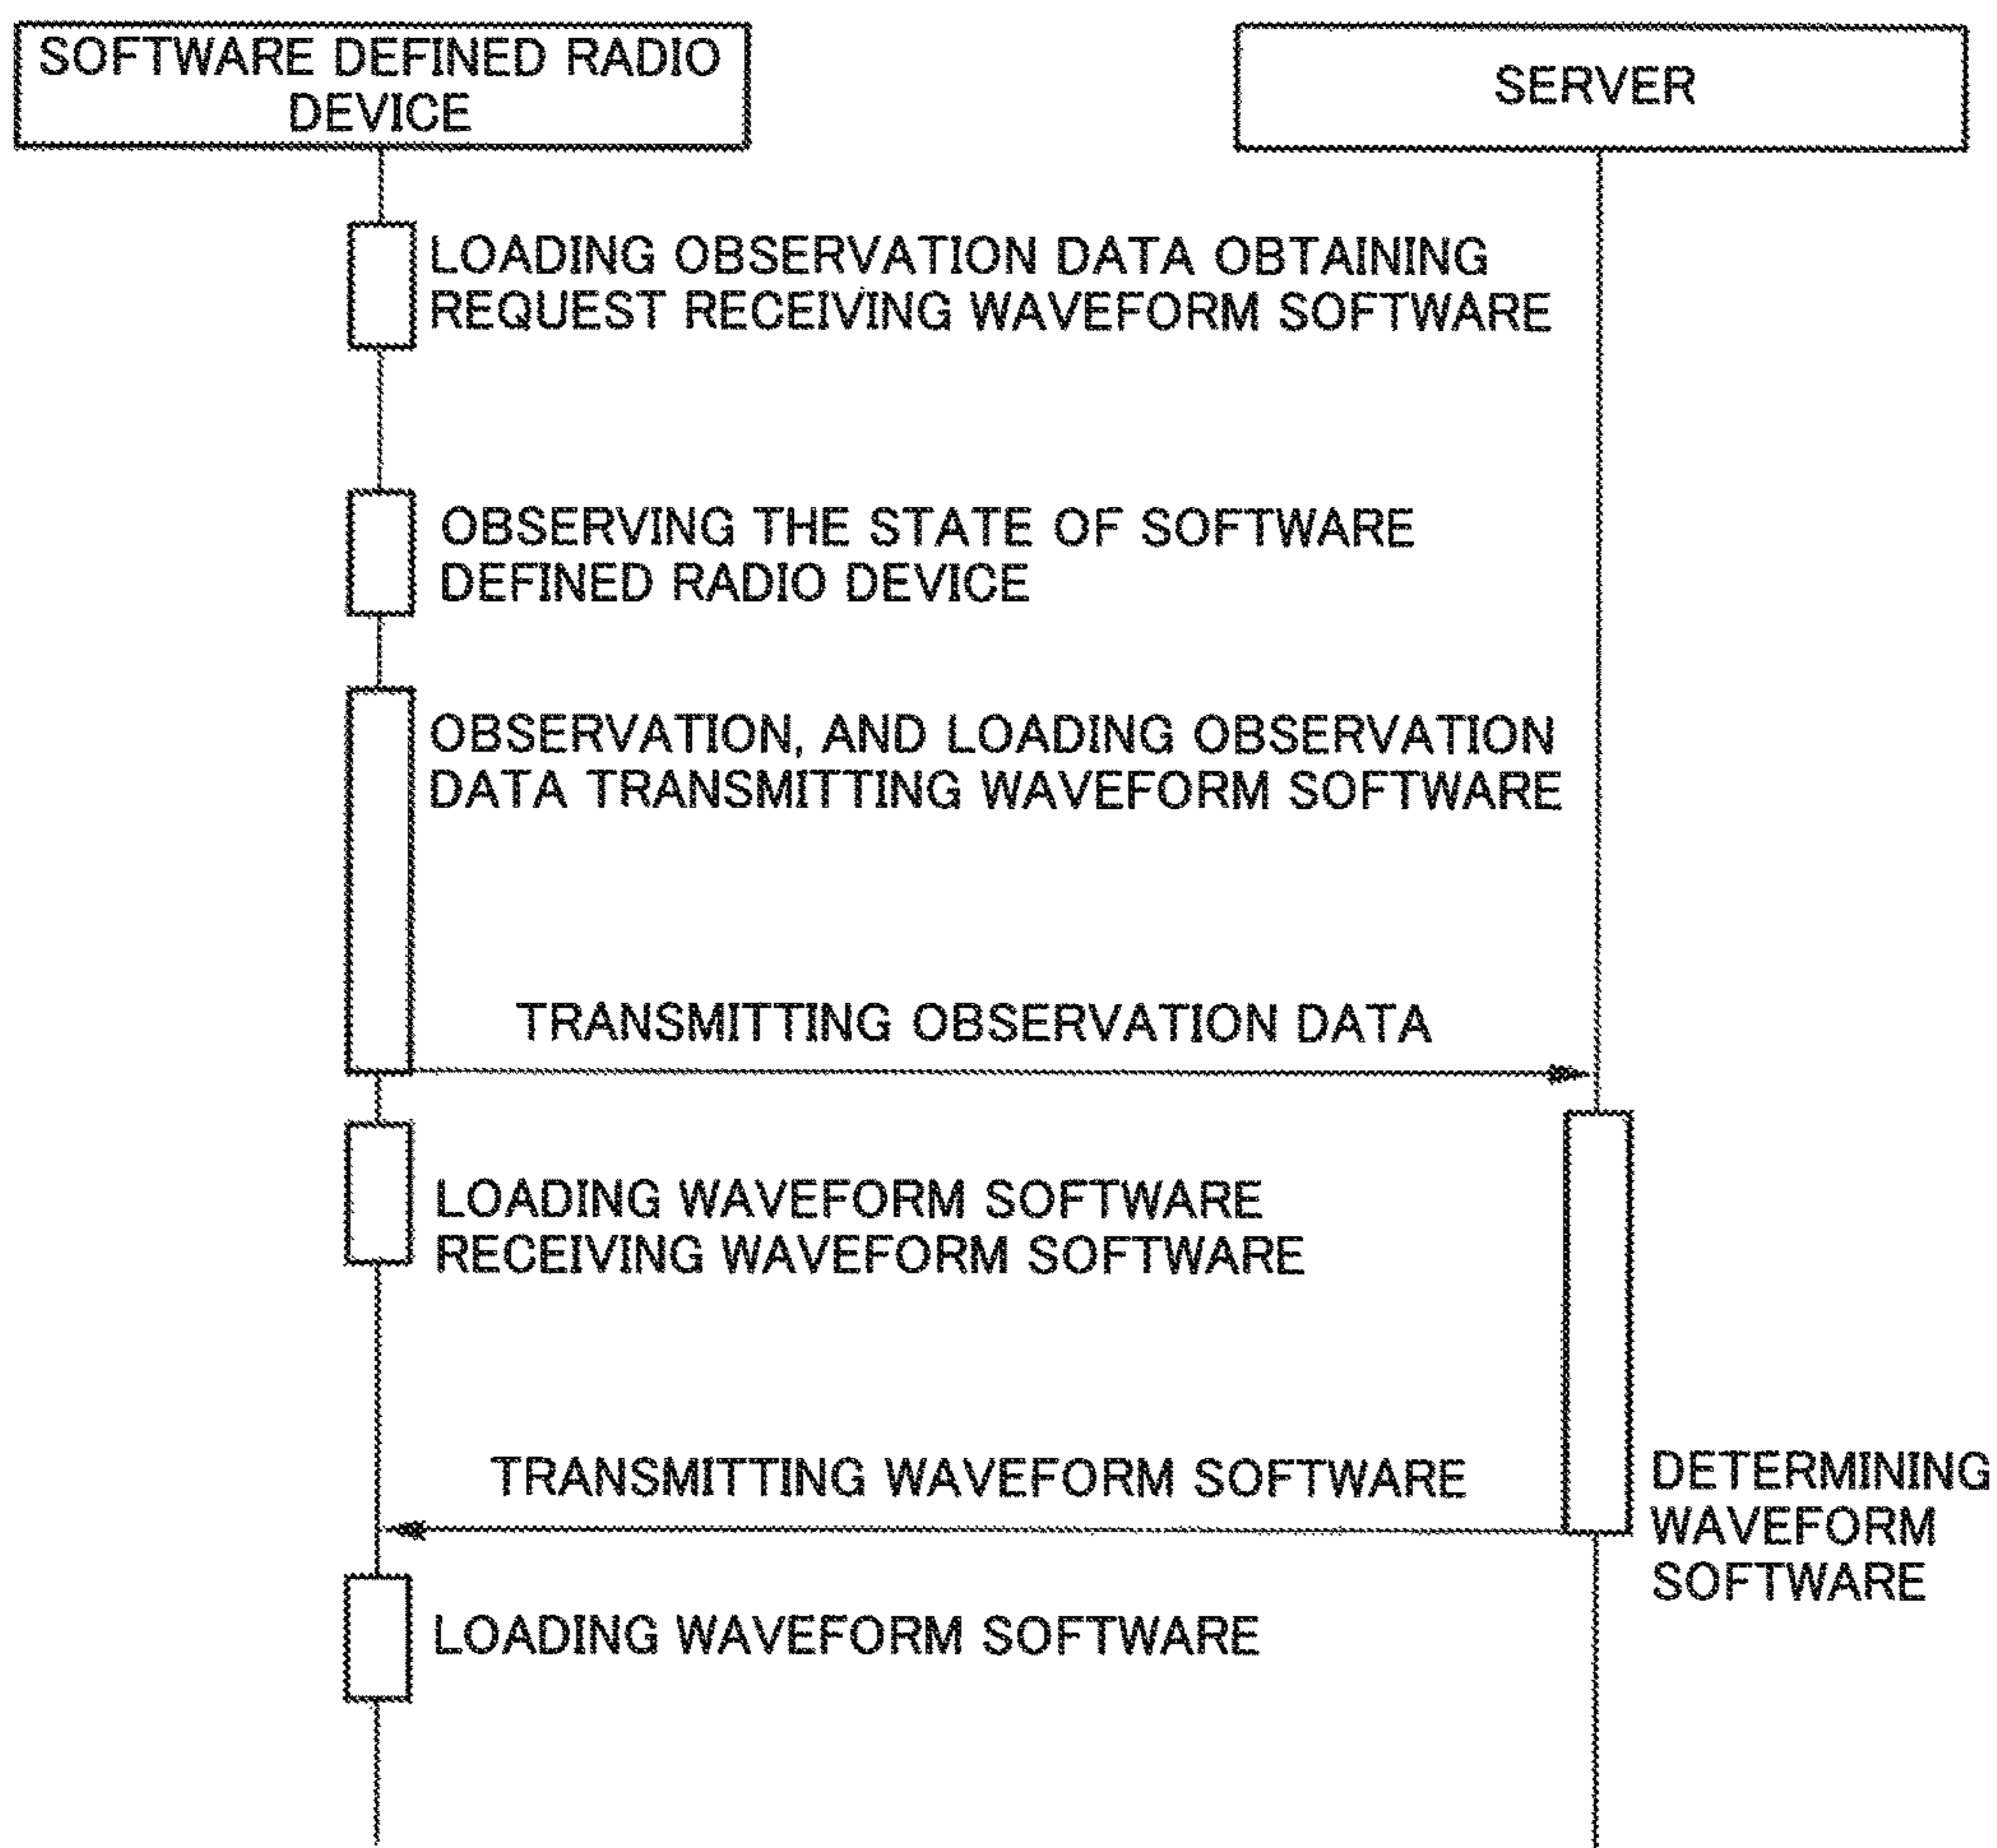 SOFTWARE DEFINED RADIO
DEVICE
SERVER
LOADING OBSERVATION DATA OBTAINING
REQUEST RECEIVING WAVEFORM SOFTWARE
OBSERVING THE STATE OF SOFTWARE
DEFINED RADIO DEVICE
OBSERVATION, AND LOADING OBSERVATION
DATA TRANSMITTING WAVEFORM SOFTWARE
TRANSMITTING OBSERVATION DATA
LOADING WAVEFORM SOFTWARE
RECEIVING WAVEFORM SOFTWARE
TRANSMITTING WAVEFORM SOFTWARE
DETERMINING
WAVEFORM
SOFTWARE
LOADING WAVEFORM SOFTWARE